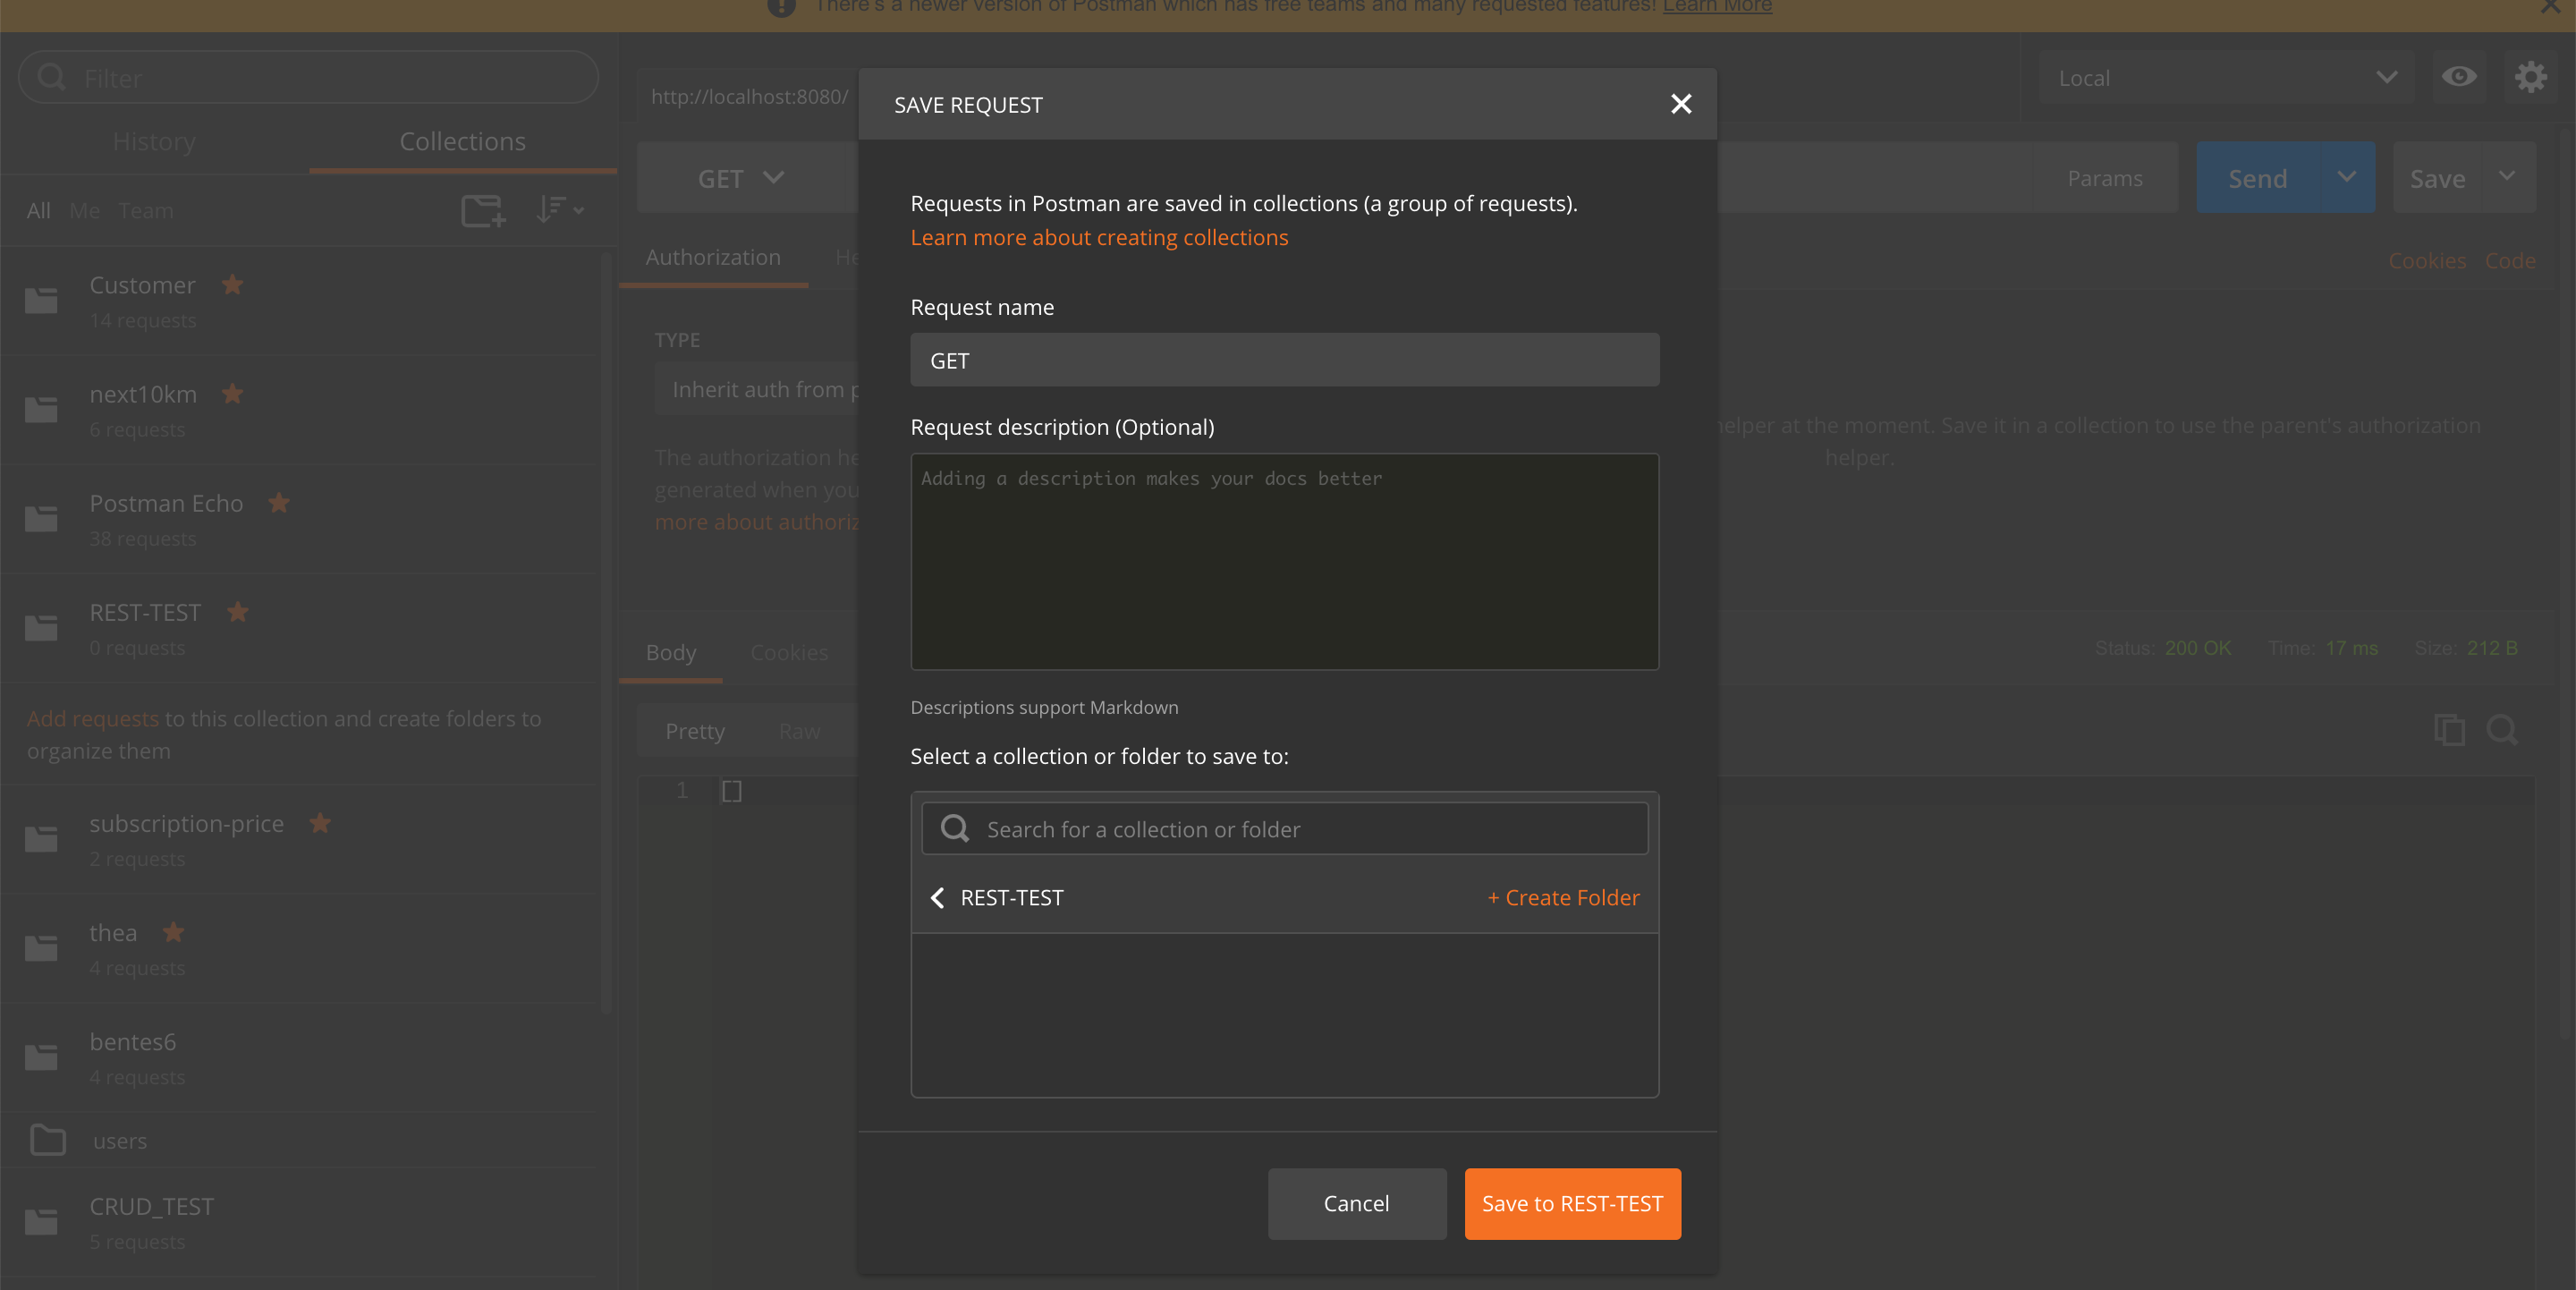 There's a newer version of Postman which has free teams and many requested features! Learn More
Filter
History
Collections
All Me Team
Customer
14 requests
next10km
6 requests
Postman Echo
38 requests
REST-TEST
0 requests
Add requests to this collection and create folders to
organize them
subscription-price
2 requests
thea
4 requests
bentes6
4 requests
users
CRUD_TEST
5 requests
http://localhost:8080/
Local
GET
Params
Send
Save
Authorization
Cookies Code
TYPE
Inherit auth from
The authorization
generated when you
more about
helper at the moment. Save it in a collection to use the parent's authorization
helper.
Body
Cookies
Status: 200 OK Time: 17 ms Size: 212 B
Pretty
Raw
1 []
SAVE REQUEST
Requests in Postman are saved in collections (a group of requests).
Learn more about creating collections
Request name
GET
Request description (Optional)
Adding a description makes your docs better
Descriptions support Markdown
Select a collection or folder to save to:
Search for a collection or folder
REST-TEST
+ Create Folder
Cancel
Save to REST-TEST